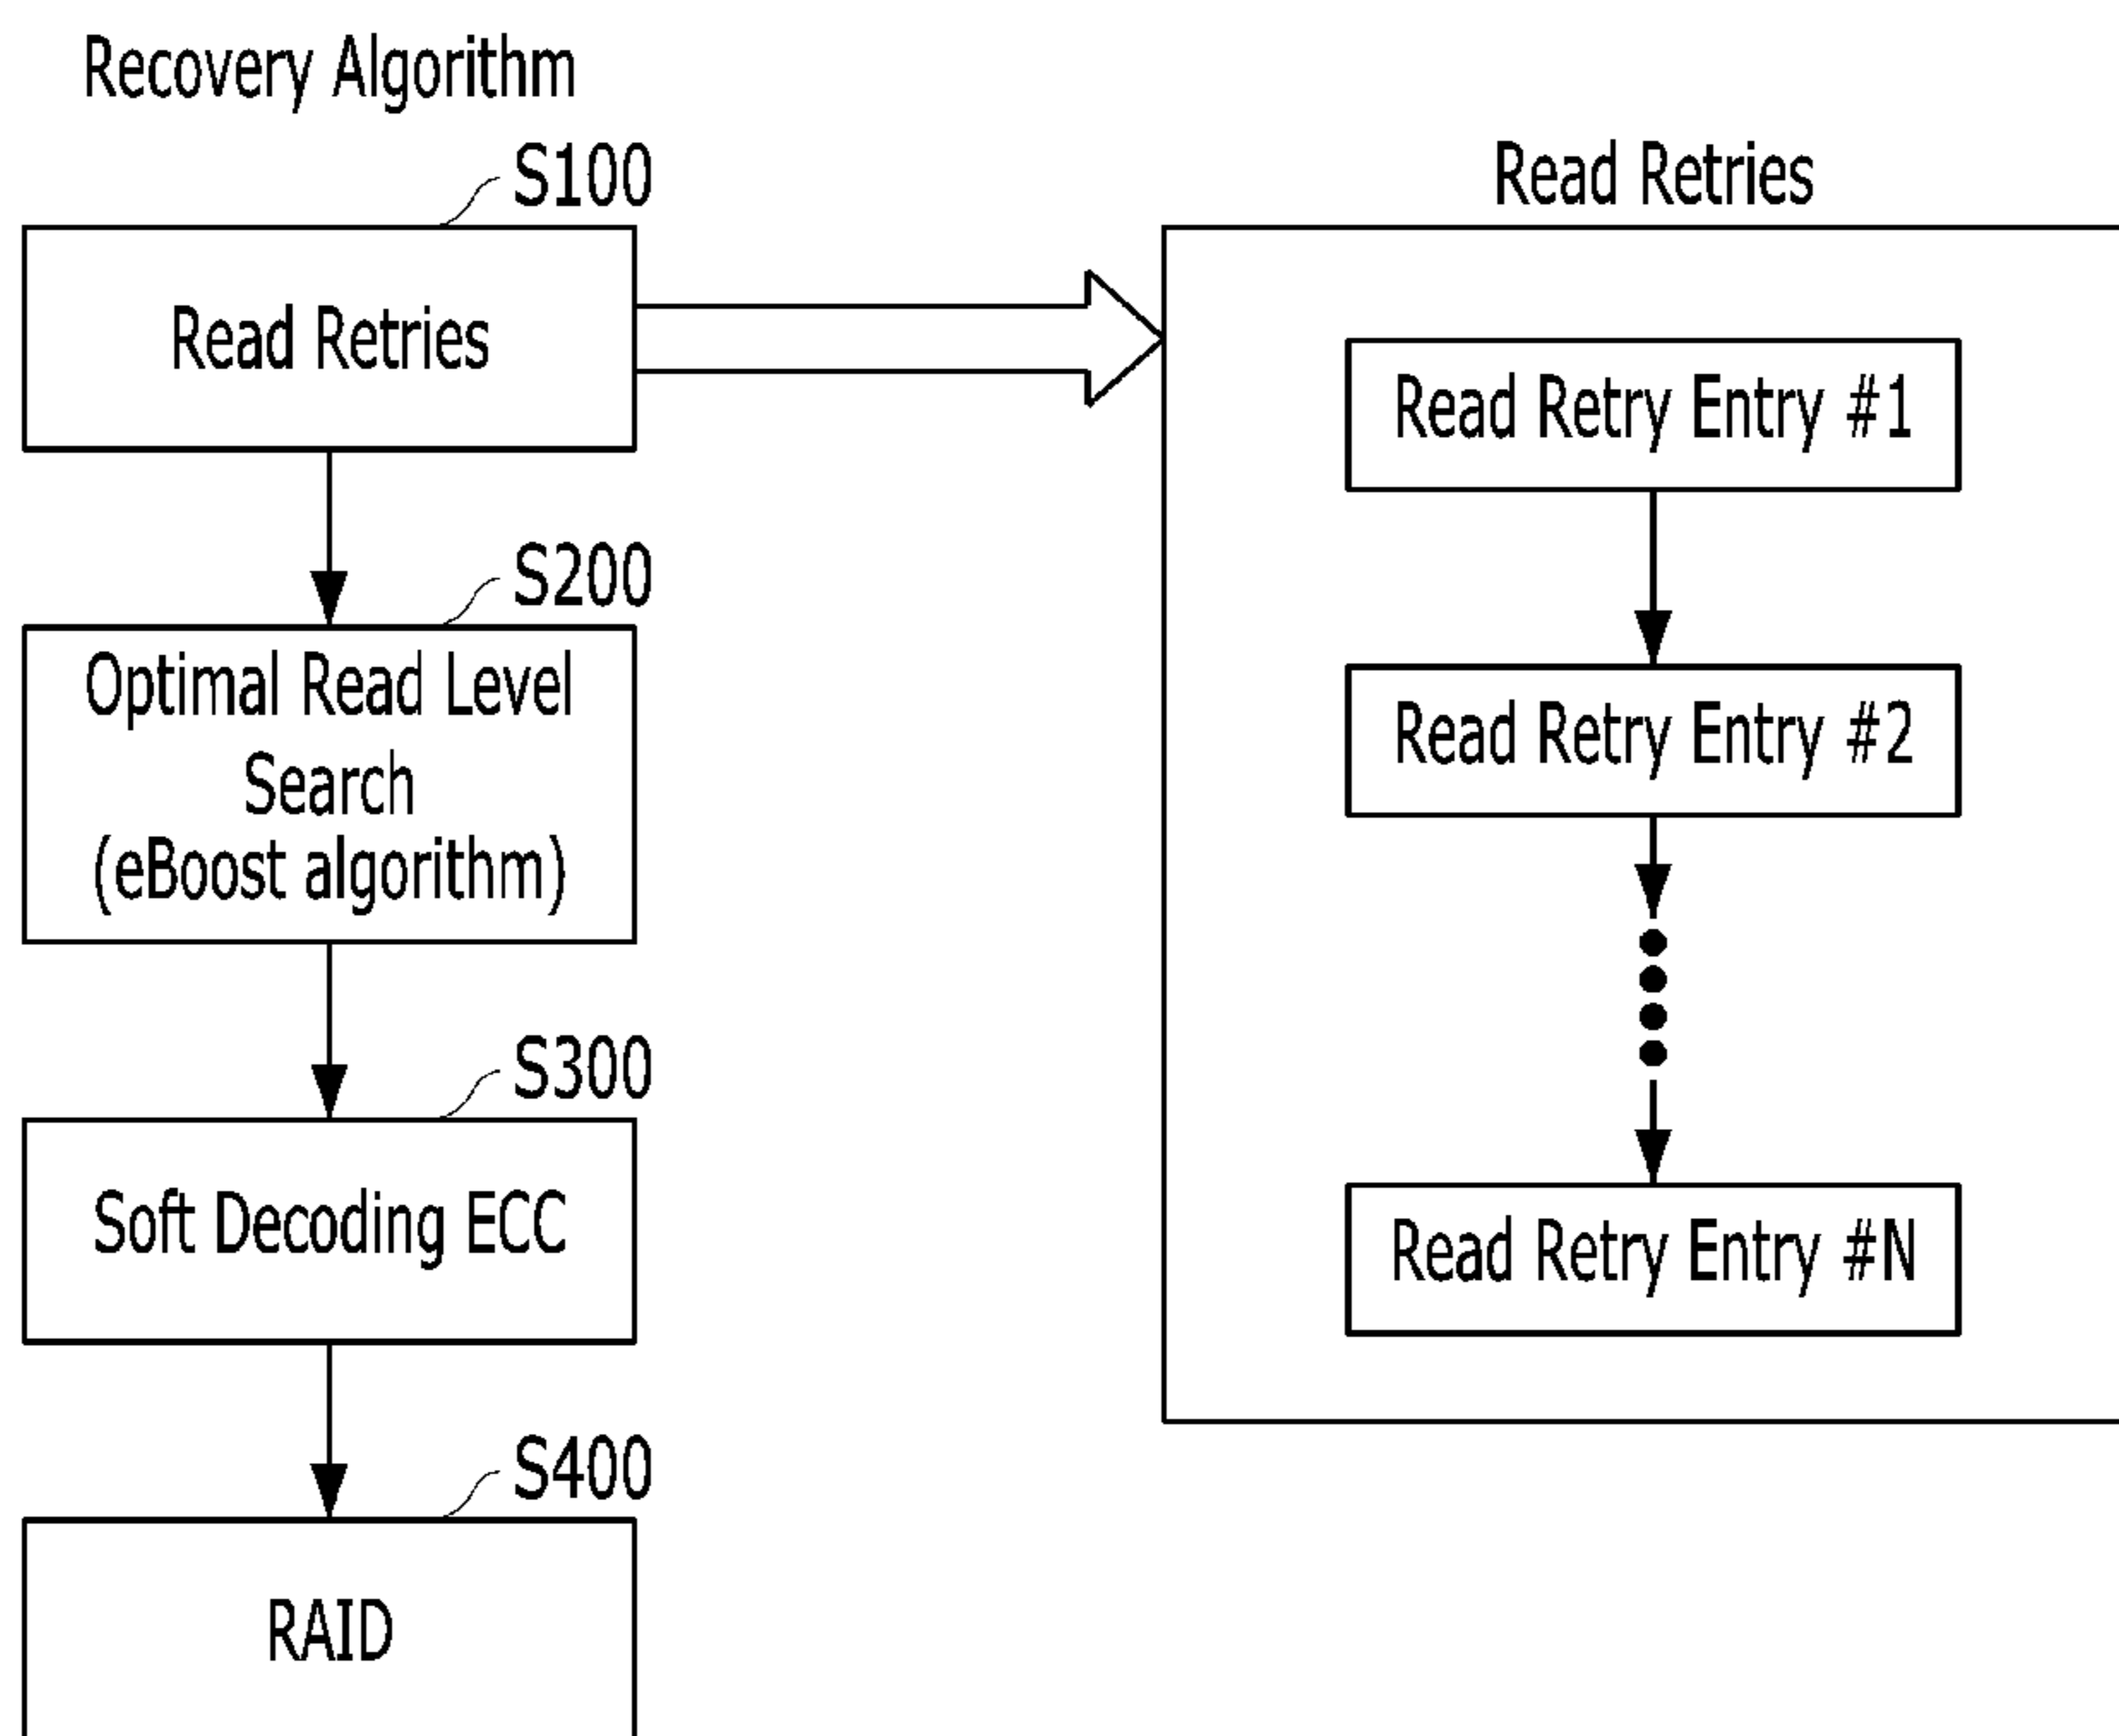 Recovery Algorithm
S100
Read Retries
S200
Optimal Read Level
Search
(eBoost algorithm)
S300
Soft Decoding ECC
S400
RAID
Read Retries
Read Retry Entry #1
Read Retry Entry #2
Read Retry Entry #N